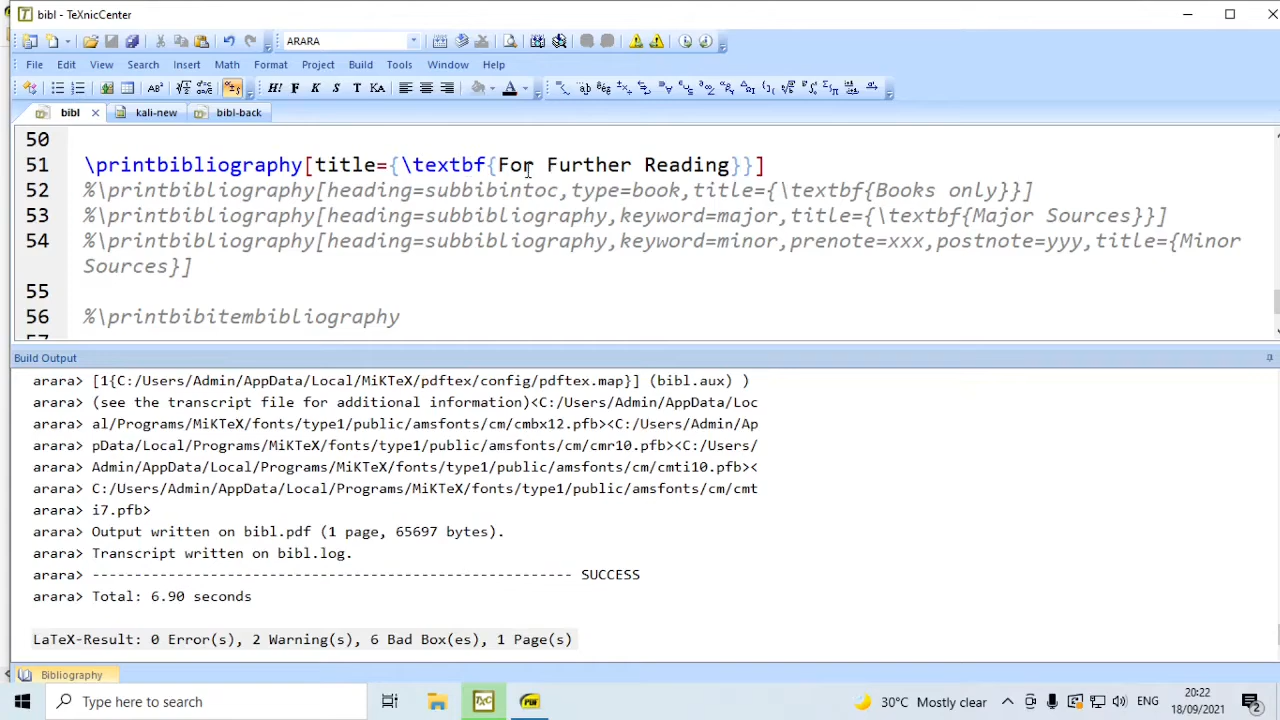 bibl - TeXnicCenter
ARARA
File Edit View Search Insert Math Format Project Build Tools Window Help
bibl kali-new bibl-back
50
51 \printbibliography[title={\textbf{For Further Reading}}]
52 %\printbibliography[heading=subbibintoc,type=book,title={\textbf{Books only}}]
53 %\printbibliography[heading=subbibliography,keyword=major,title={\textbf{Major Sources}}]
54 %\printbibliography[heading=subbibliography,keyword=minor,prenote=xxx,postnote=yyy,title={Minor
Sources}]
55
56 %\printbibitembibliography
Build Output
arara> [1{C:/Users/Admin/AppData/Local/MiKTeX/pdftex/config/pdftex.map}] (bibl.aux) )
arara> (see the transcript file for additional information)<C:/Users/Admin/AppData/Loc
arara> al/Programs/MiKTeX/fonts/type1/public/amsfonts/cm/cmbx12.pfb><C:/Users/Admin/Ap
arara> pData/Local/Programs/MiKTeX/fonts/type1/public/amsfonts/cm/cmr10.pfb><C:/Users/
arara> Admin/AppData/Local/Programs/MiKTeX/fonts/type1/public/amsfonts/cm/cmti10.pfb><
arara> C:/Users/Admin/AppData/Local/Programs/MiKTeX/fonts/type1/public/amsfonts/cm/cmt
arara> i7.pfb>
arara> Output written on bibl.pdf (1 page, 65697 bytes).
arara> Transcript written on bibl.log.
arara> --------------------------------------------------------- SUCCESS
arara> Total: 6.90 seconds
LaTeX-Result: 0 Error(s), 2 Warning(s), 6 Bad Box(es), 1 Page(s)
Bibliography
Type here to search
30°C Mostly clear
ENG
20:22
18/09/2021
2